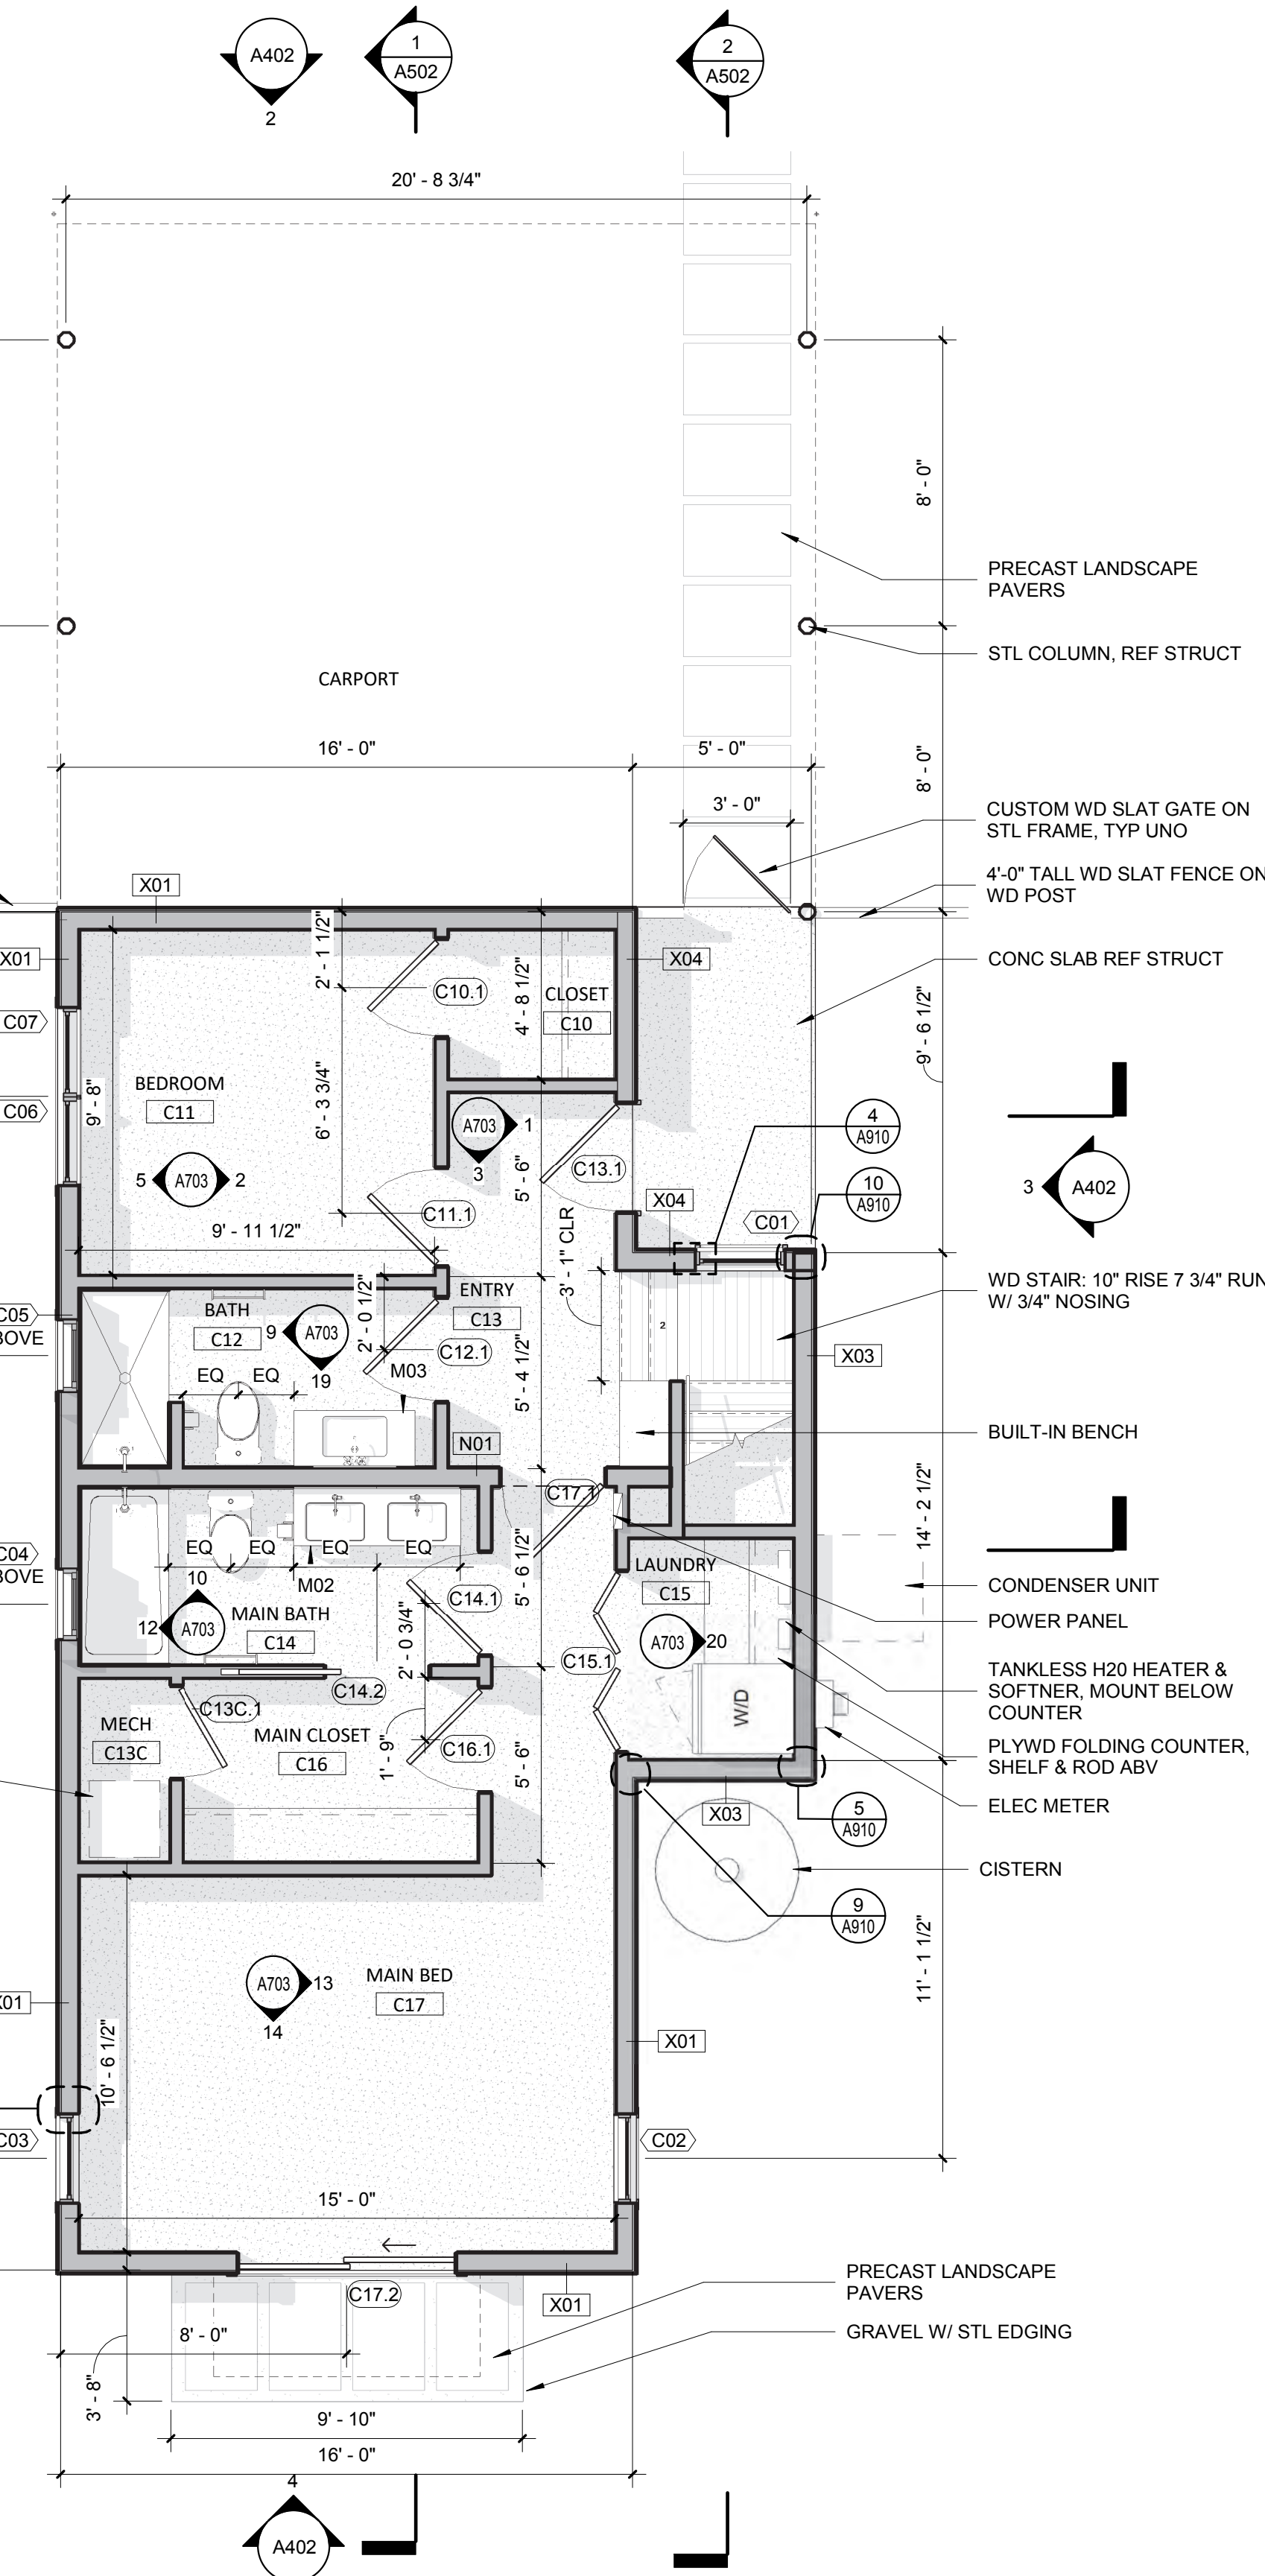 A402
2
1
A502
2
A502
20' - 8 3/4"
8' - 0"
PRECAST LANDSCAPE
PAVERS
STL COLUMN, REF STRUCT
CARPORT
16' - 0"
5' - 0"
8' - 0"
3' - 0"
CUSTOM WD SLAT GATE ON
STL FRAME, TYP UNO
4'-0" TALL WD SLAT FENCE ON
WD POST
X01
X01
X04
CONC SLAB REF STRUCT
2' - 1 1/2"
4' - 8 1/2"
C10.1
CLOSET
C10
C07
9' - 6 1/2"
BEDROOM
C11
C06
9' - 8"
6' - 3 3/4"
A703
1
3
C13.1
4
A910
5
A703
2
5' - 6"
10
A910
3
A402
X04
C01
C11.1
9' - 11 1/2"
3' - 1" CLR
ENTRY
C13
WD STAIR: 10" RISE 7 3/4" RUN
W/ 3/4" NOSING
C05
BATH
C12
9
A703
19
2' - 0 1/2"
C12.1
2
X03
EQ
EQ
M03
5' - 4 1/2"
BUILT-IN BENCH
N01
C17.1
14' - 2 1/2"
C04
EQ
EQ
EQ
EQ
M02
5' - 6 1/2"
LAUNDRY
C15
CONDENSER UNIT
10
12
A703
MAIN BATH
C14
C14.1
POWER PANEL
A703
20
2' - 0 3/4"
C15.1
TANKLESS H20 HEATER &
SOFTNER, MOUNT BELOW
COUNTER
C14.2
W/D
MECH
C13C
C13C.1
MAIN CLOSET
C16
C16.1
1' - 9"
5' - 6"
PLYWD FOLDING COUNTER,
SHELF & ROD ABV
ELEC METER
X03
5
A910
CISTERN
9
A910
11' - 1 1/2"
A703
13
14
MAIN BED
C17
X01
X01
10' - 6 1/2"
C03
C02
15' - 0"
C17.2
X01
PRECAST LANDSCAPE
PAVERS
GRAVEL W/ STL EDGING
8' - 0"
3' - 8"
9' - 10"
16' - 0"
4
A402